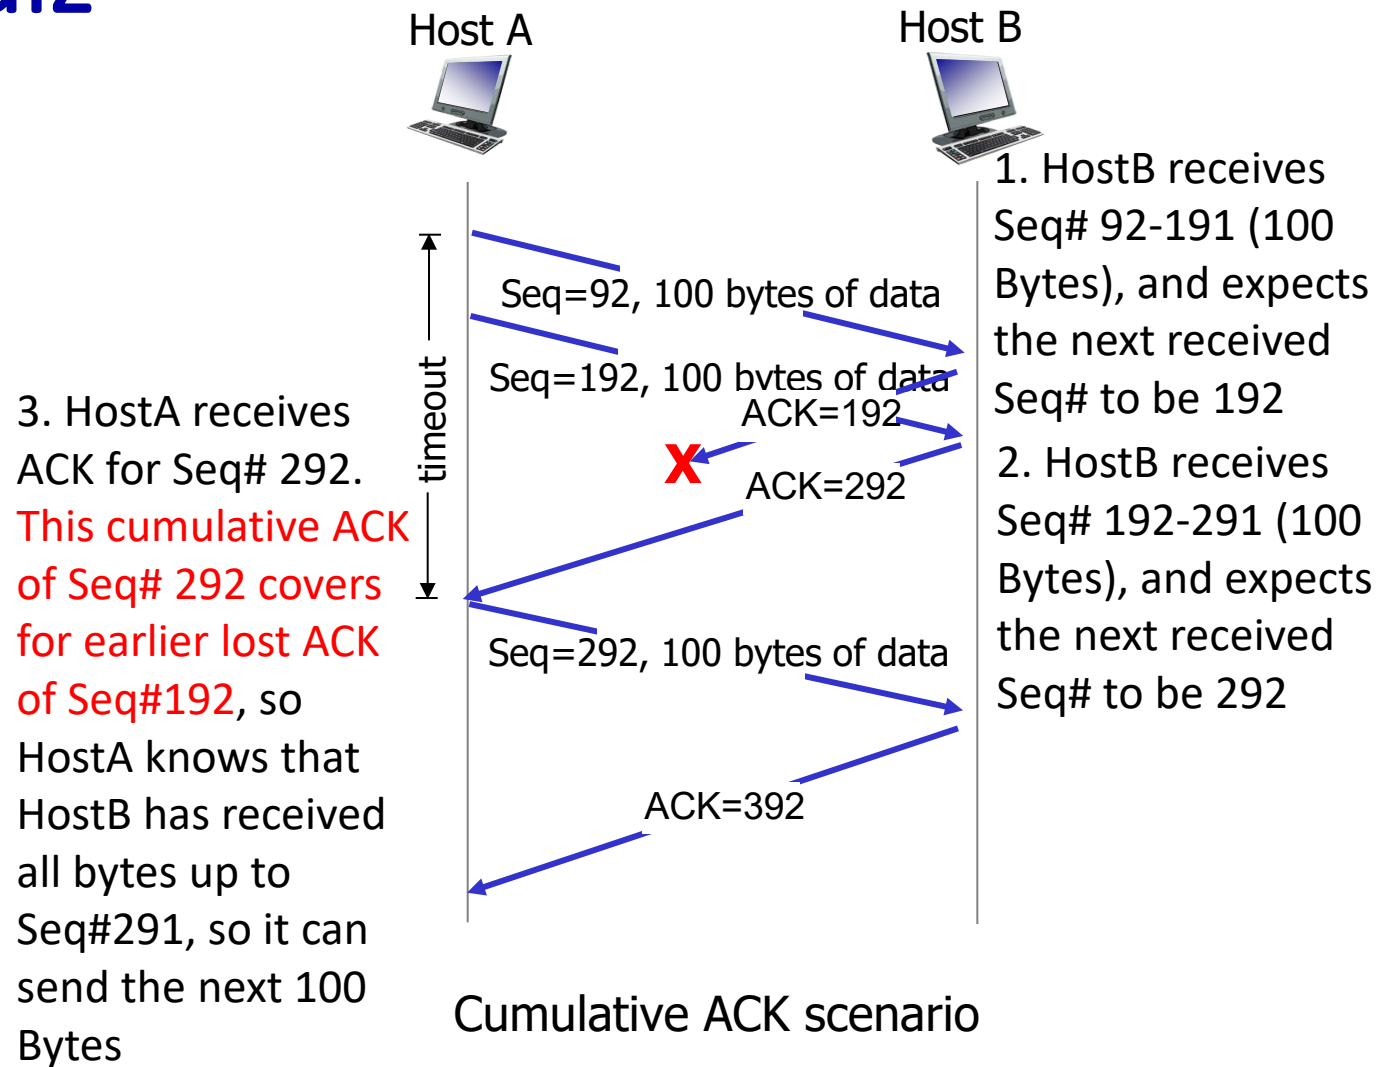 Host A
Host B
1. HostB receives
Seq# 92-191 (100
Bytes), and expects
the next received
Seq# to be 192
2. HostB receives
Seq# 192-291 (100
Bytes), and expects
the next received
Seq# to be 292
timeout
Seq=92, 100 bytes of data
Seq=192, 100 bytes of data
ACK=192
X
ACK=292
Seq=292, 100 bytes of data
ACK=392
3. HostA receives
ACK for Seq# 292.
This cumulative ACK
of Seq# 292 covers
for earlier lost ACK
of Seq#192, so
HostA knows that
HostB has received
all bytes up to
Seq#291, so it can
send the next 100
Bytes
Cumulative ACK scenario